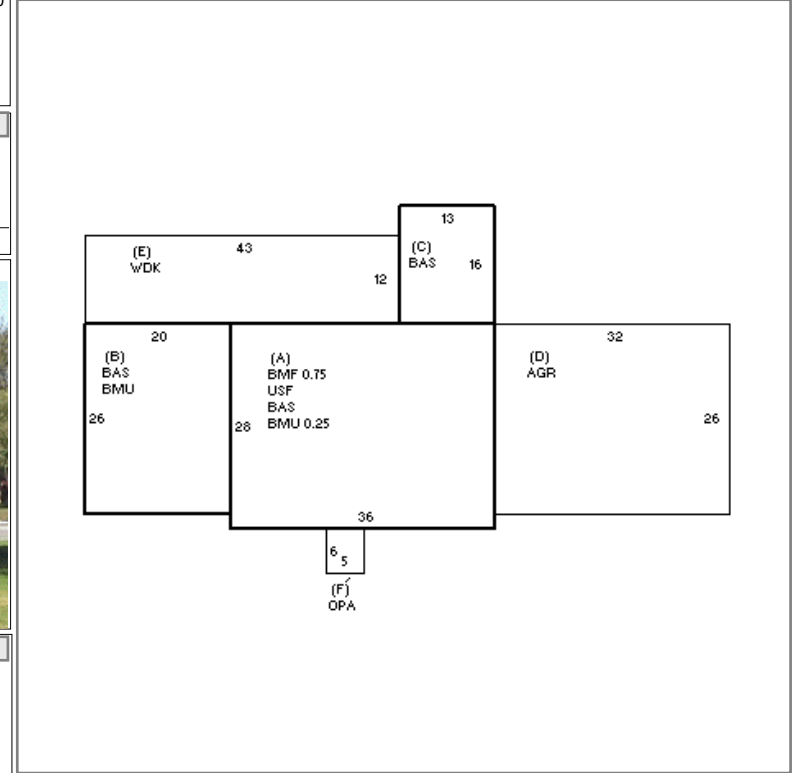 13
(E)
WDK
43
(C)
BAS
16
12
20
(B)
BAS
BMU
26
(A)
BMF 0.75
USF
BAS
BMU 0.25
28
36
32
(D)
AGR
26
6
5
(F)
OPA